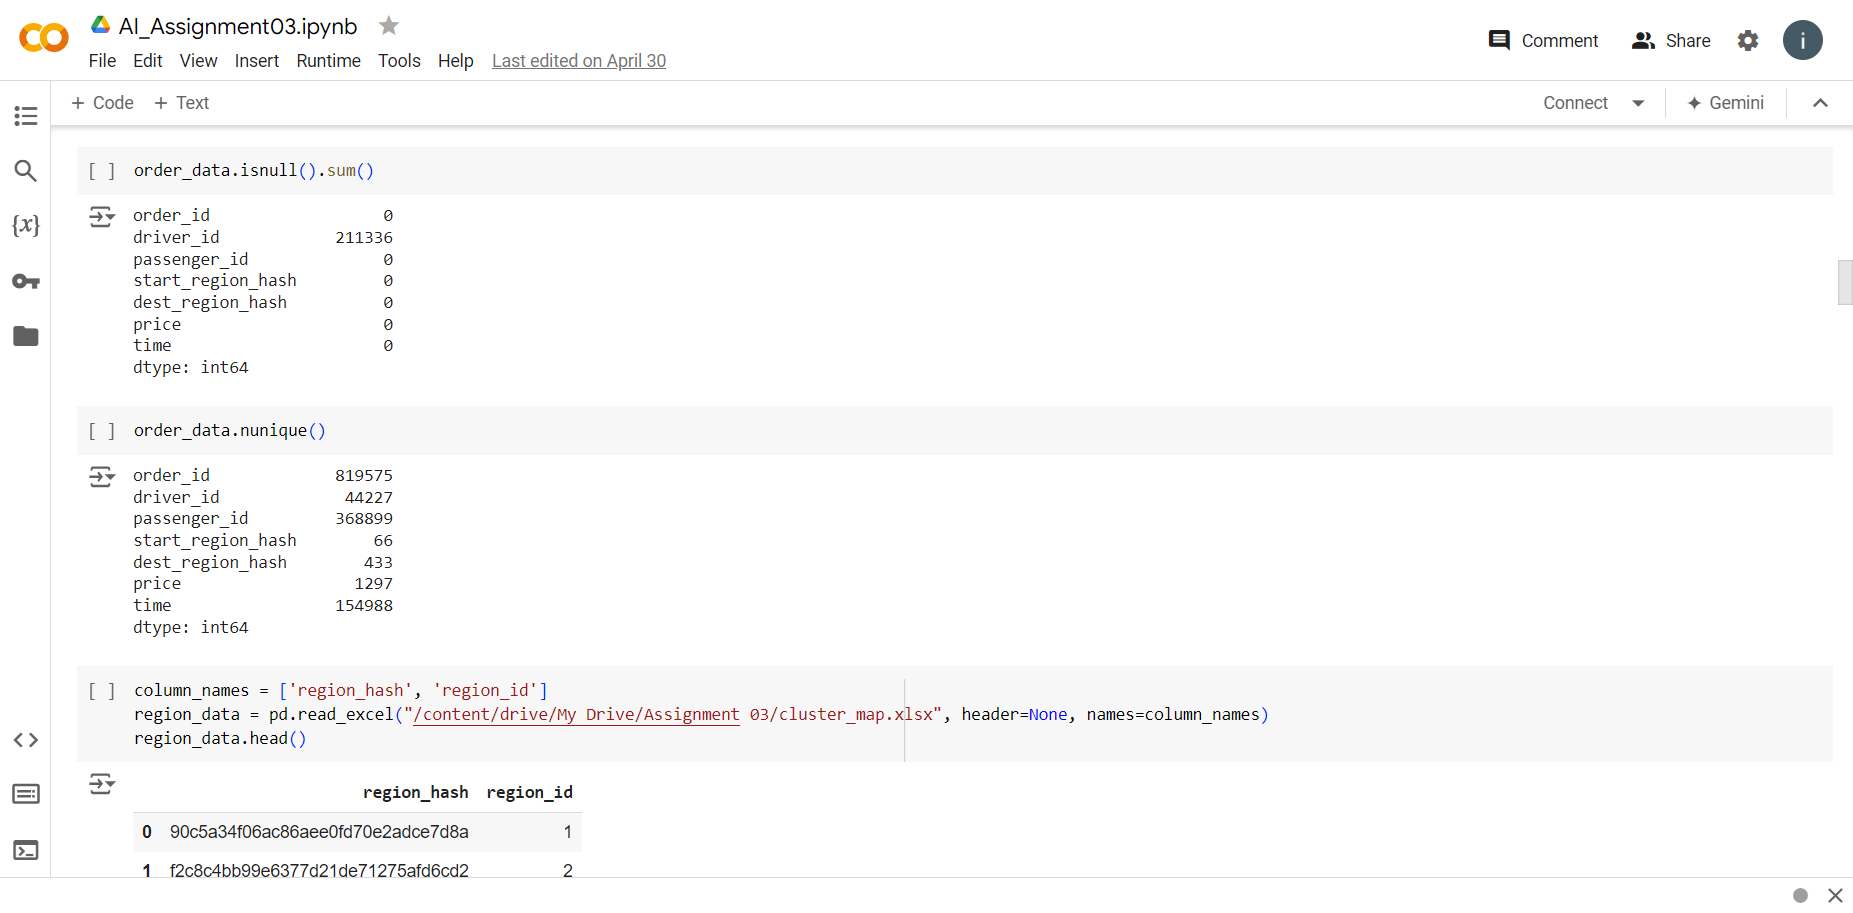 AI_Assignment03.ipynb
File Edit View Insert Runtime Tools Help Last edited on April 30
Comment Share i
+ Code + Text Connect Gemini
{x}
[ ] order_data.isnull().sum()
order_id 0
driver_id 211336
passenger_id 0
start_region_hash 0
dest_region_hash 0
price 0
time 0
dtype: int64
[ ] order_data.nunique()
order_id 819575
driver_id 44227
passenger_id 368899
start_region_hash 66
dest_region_hash 433
price 1297
time 154988
dtype: int64
[ ] column_names = ['region_hash', 'region_id']
region_data = pd.read_excel("/content/drive/My Drive/Assignment 03/cluster_map.xlsx", header=None, names=column_names)
region_data.head()
region_hash region_id
0 90c5a34f06ac86aee0fd70e2adce7d8a 1
1 f2c8c4bb99e6377d21de71275afd6cd2 2